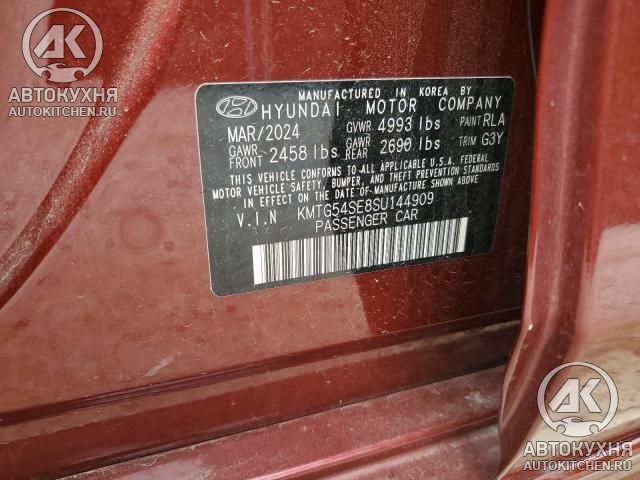 AK
АВТОКУХНЯ
AUTOKITCHEN.RU
MANUFACTURED IN KOREA BY
HYUNDAI MOTOR COMPANY
MAR/2024 GVWR 4993 lbs PAINT RLA
GAWR FRONT 2458 lbs GAWR REAR 2690 lbs TRIM G3Y
THIS VEHICLE CONFORMS TO ALL APPLICABLE U.S.A. FEDERAL
MOTOR VEHICLE SAFETY, BUMPER, AND THEFT PREVENTION
STANDARDS IN EFFECT ON THE DATE OF MANUFACTURE SHOWN ABOVE.
V.I.N KMTG54SE8SU144909
PASSENGER CAR
AK
АВТОКУХНЯ
AUTOKITCHEN.RU